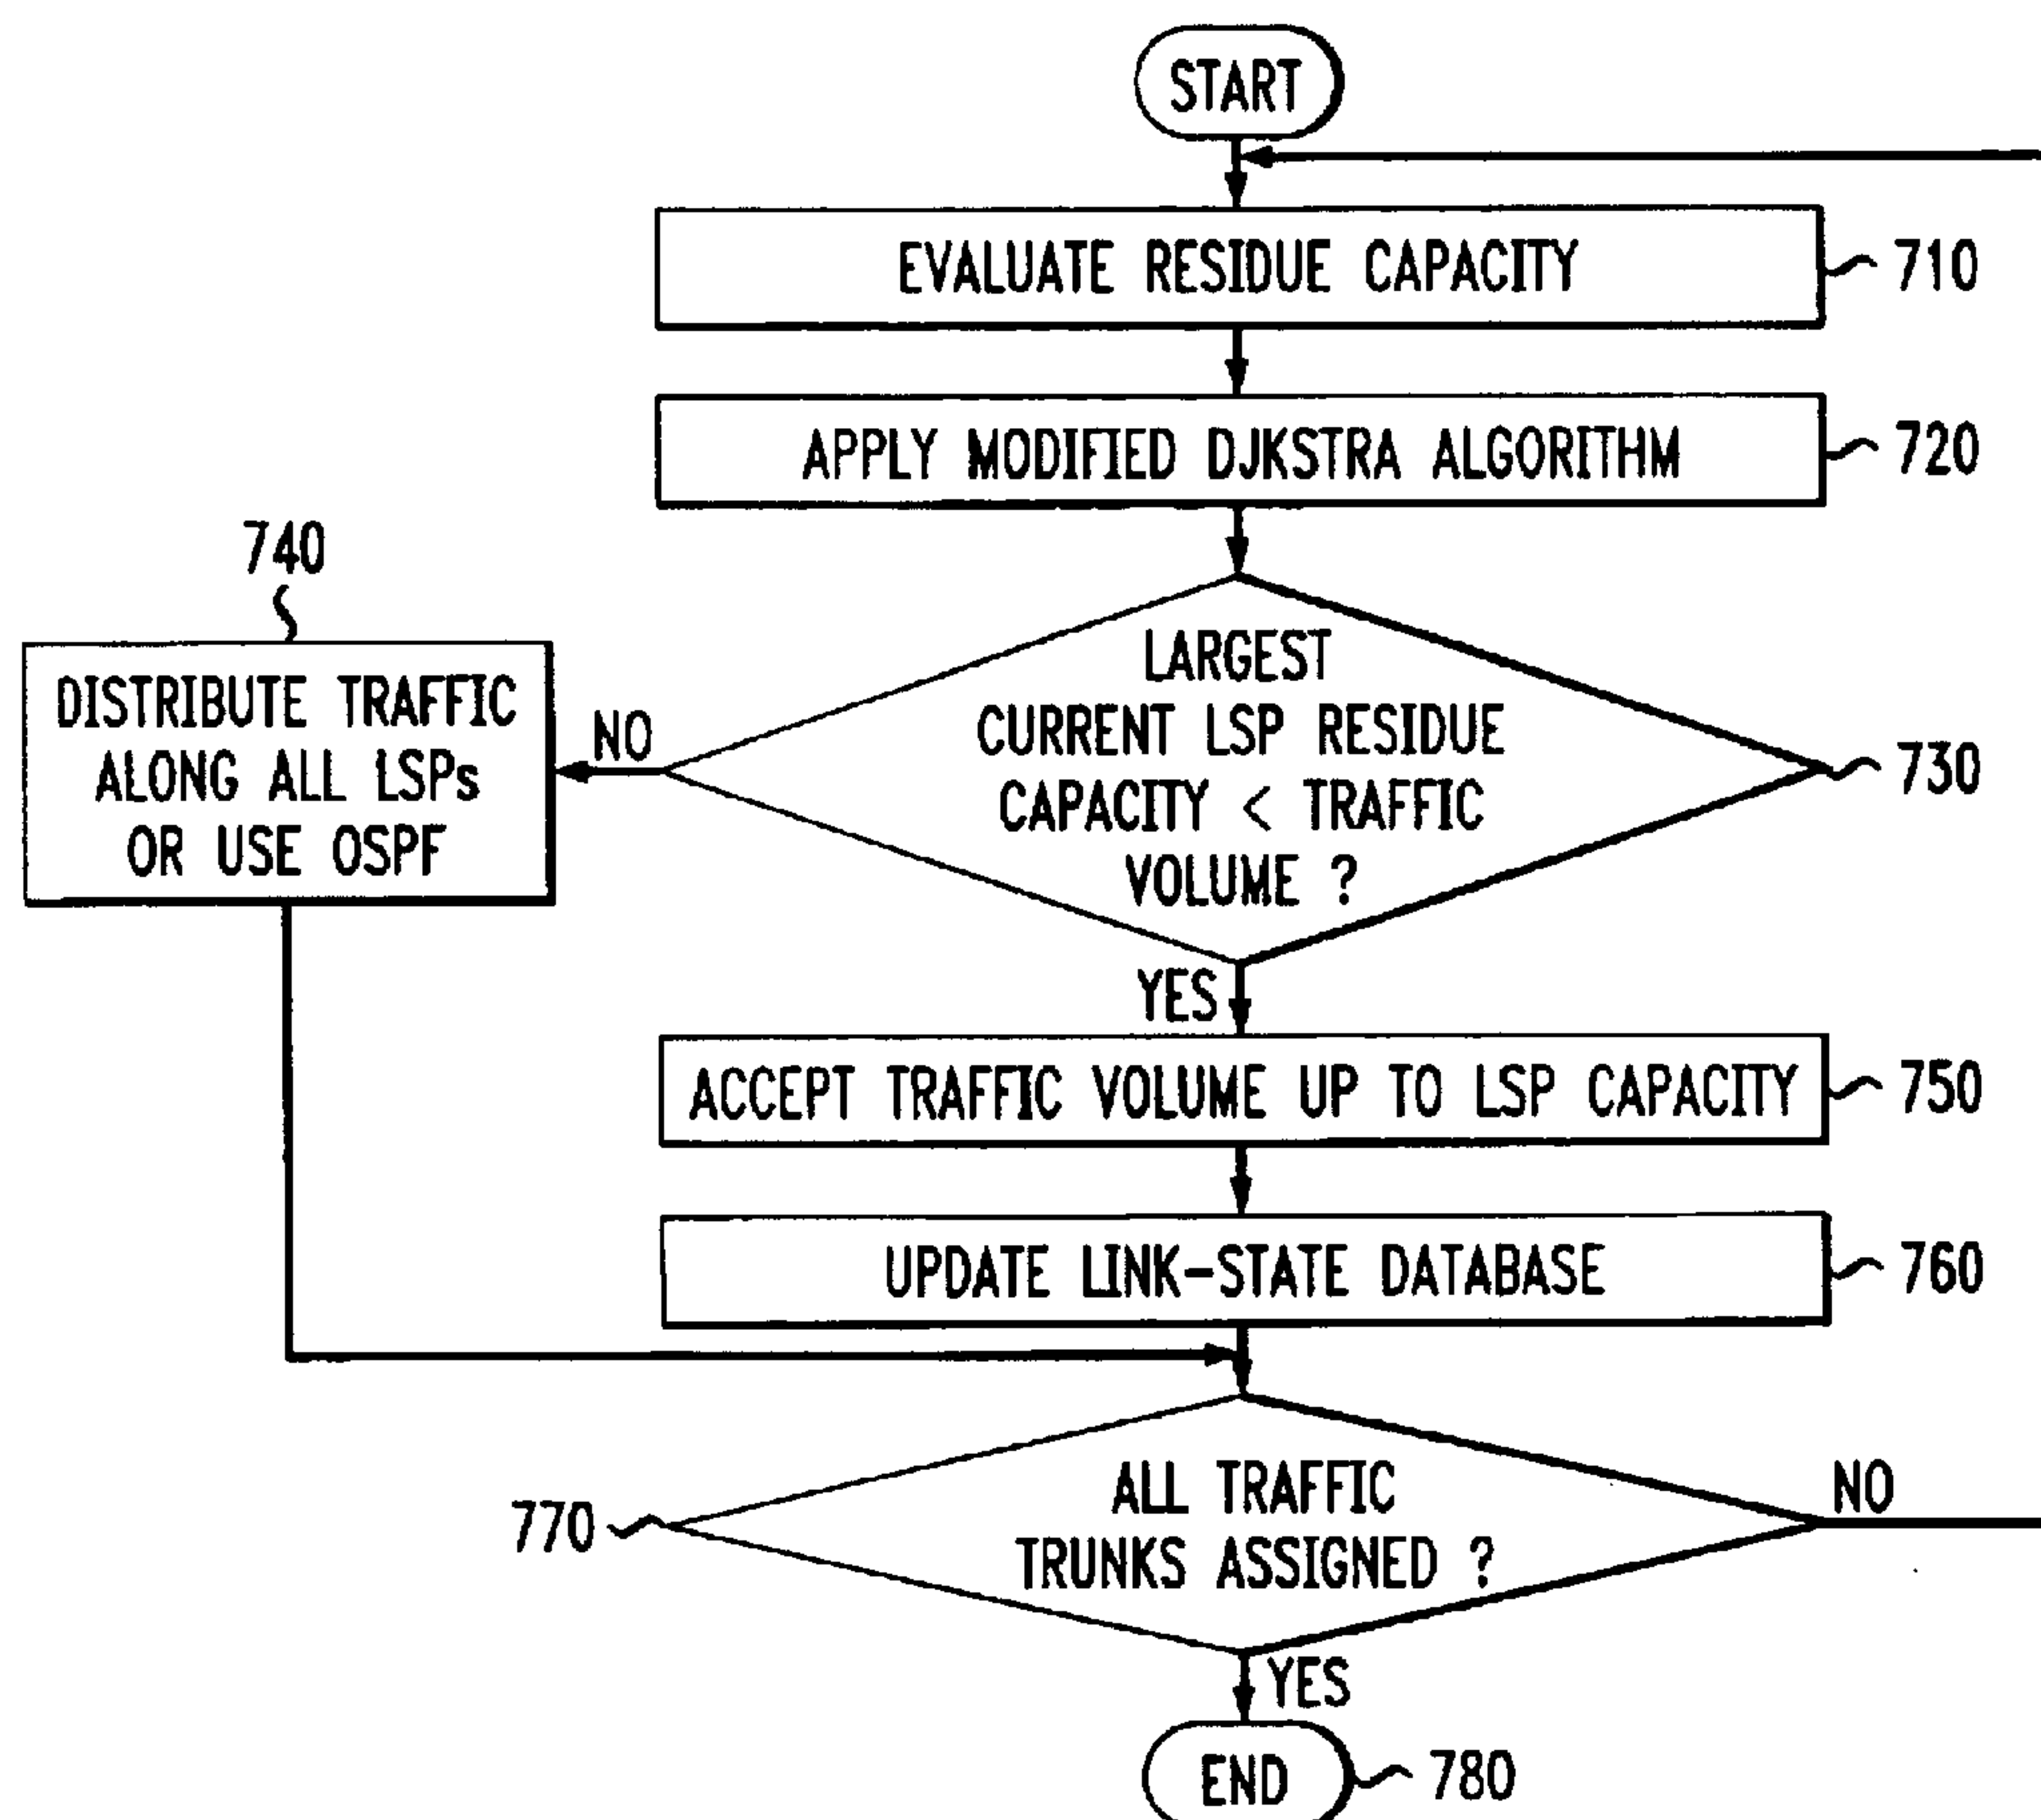 START
EVALUATE RESIDUE CAPACITY
710
APPLY MODIFIED DJKSTRA ALGORITHM
720
740
DISTRIBUTE TRAFFIC
ALONG ALL LSPs
OR USE OSPF
NO
LARGEST
CURRENT LSP RESIDUE
CAPACITY < TRAFFIC
VOLUME ?
730
YES
ACCEPT TRAFFIC VOLUME UP TO LSP CAPACITY
750
UPDATE LINK-STATE DATABASE
760
770
ALL TRAFFIC
TRUNKS ASSIGNED ?
NO
YES
END
780